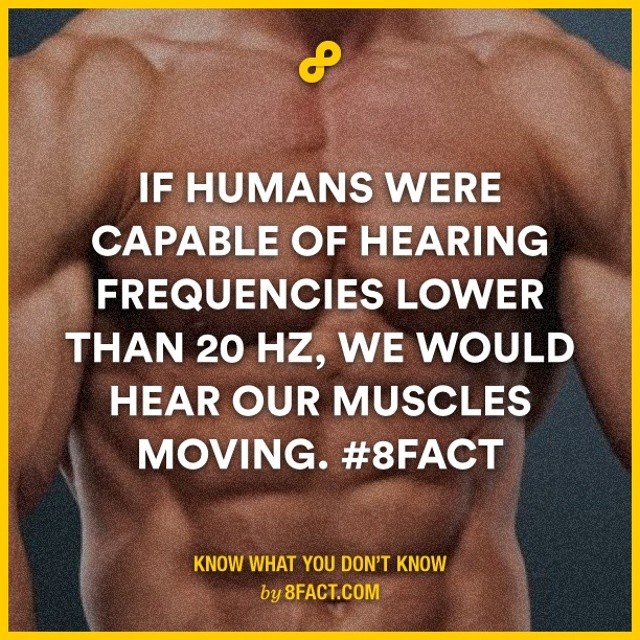 IF HUMANS WERE
CAPABLE OF HEARING
FREQUENCIES LOWER
THAN 20 HZ, WE WOULD
HEAR OUR MUSCLES
MOVING. #8FACT
KNOW WHAT YOU DON'T KNOW
by 8FACT.COM